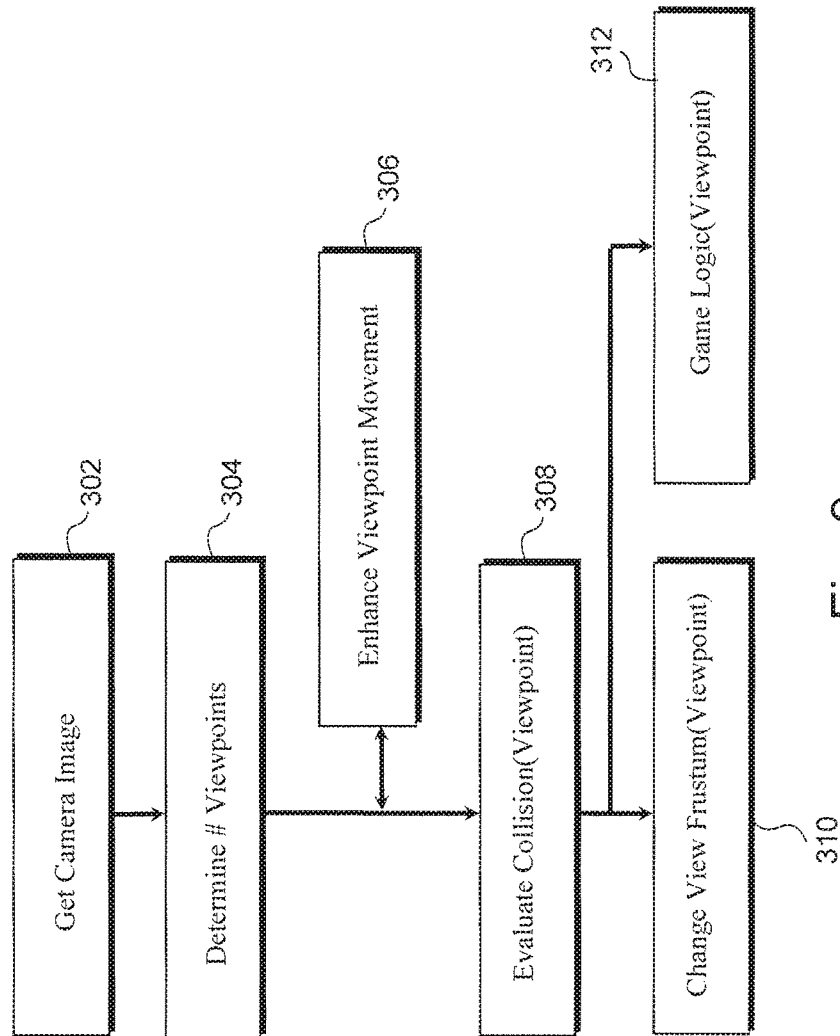 Get Camera Image
302
Determine # Viewpoints
304
Enhance Viewpoint Movement
306
Evaluate Collision(Viewpoint)
308
Change View Frustum(Viewpoint)
310
Game Logic(Viewpoint)
312